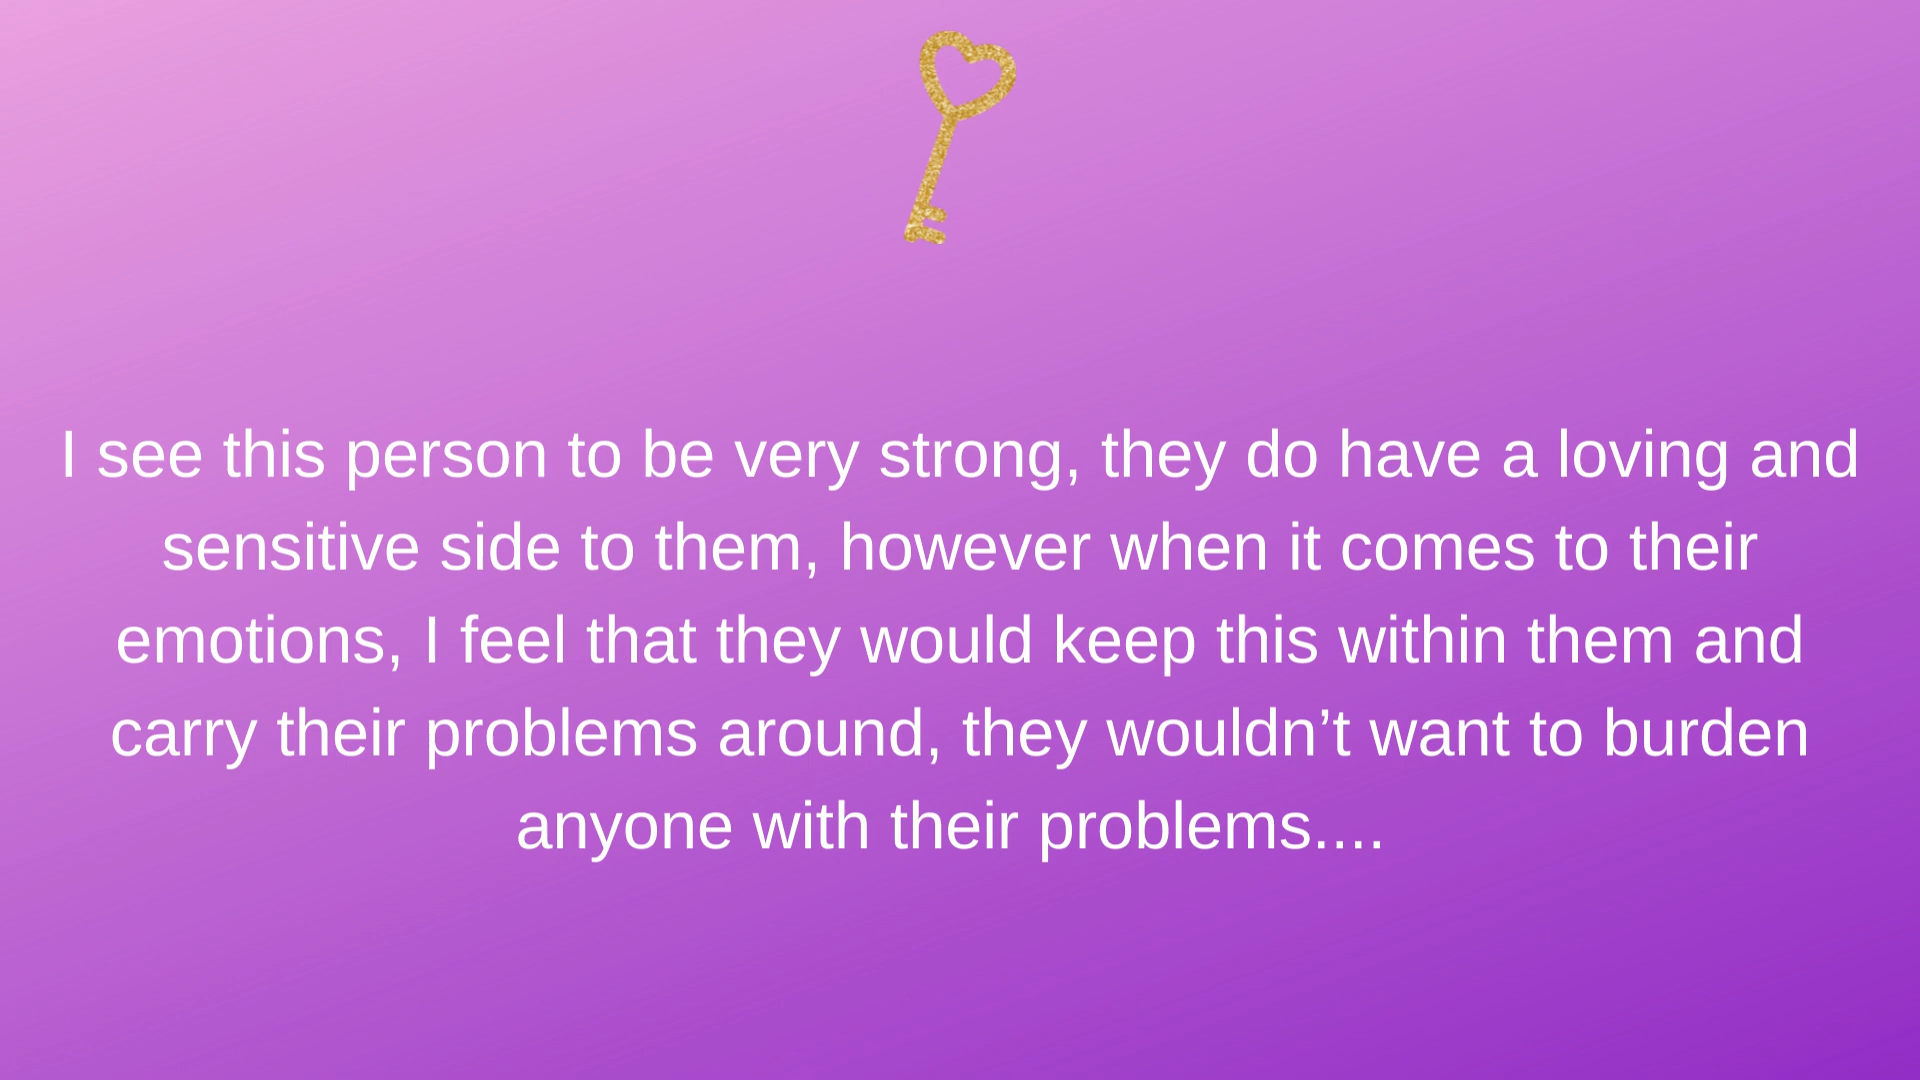 I see this person to be very strong, they do have a loving and
sensitive side to them, however when it comes to their
emotions, I feel that they would keep this within them and
carry their problems around, they wouldn’t want to burden
anyone with their problems....